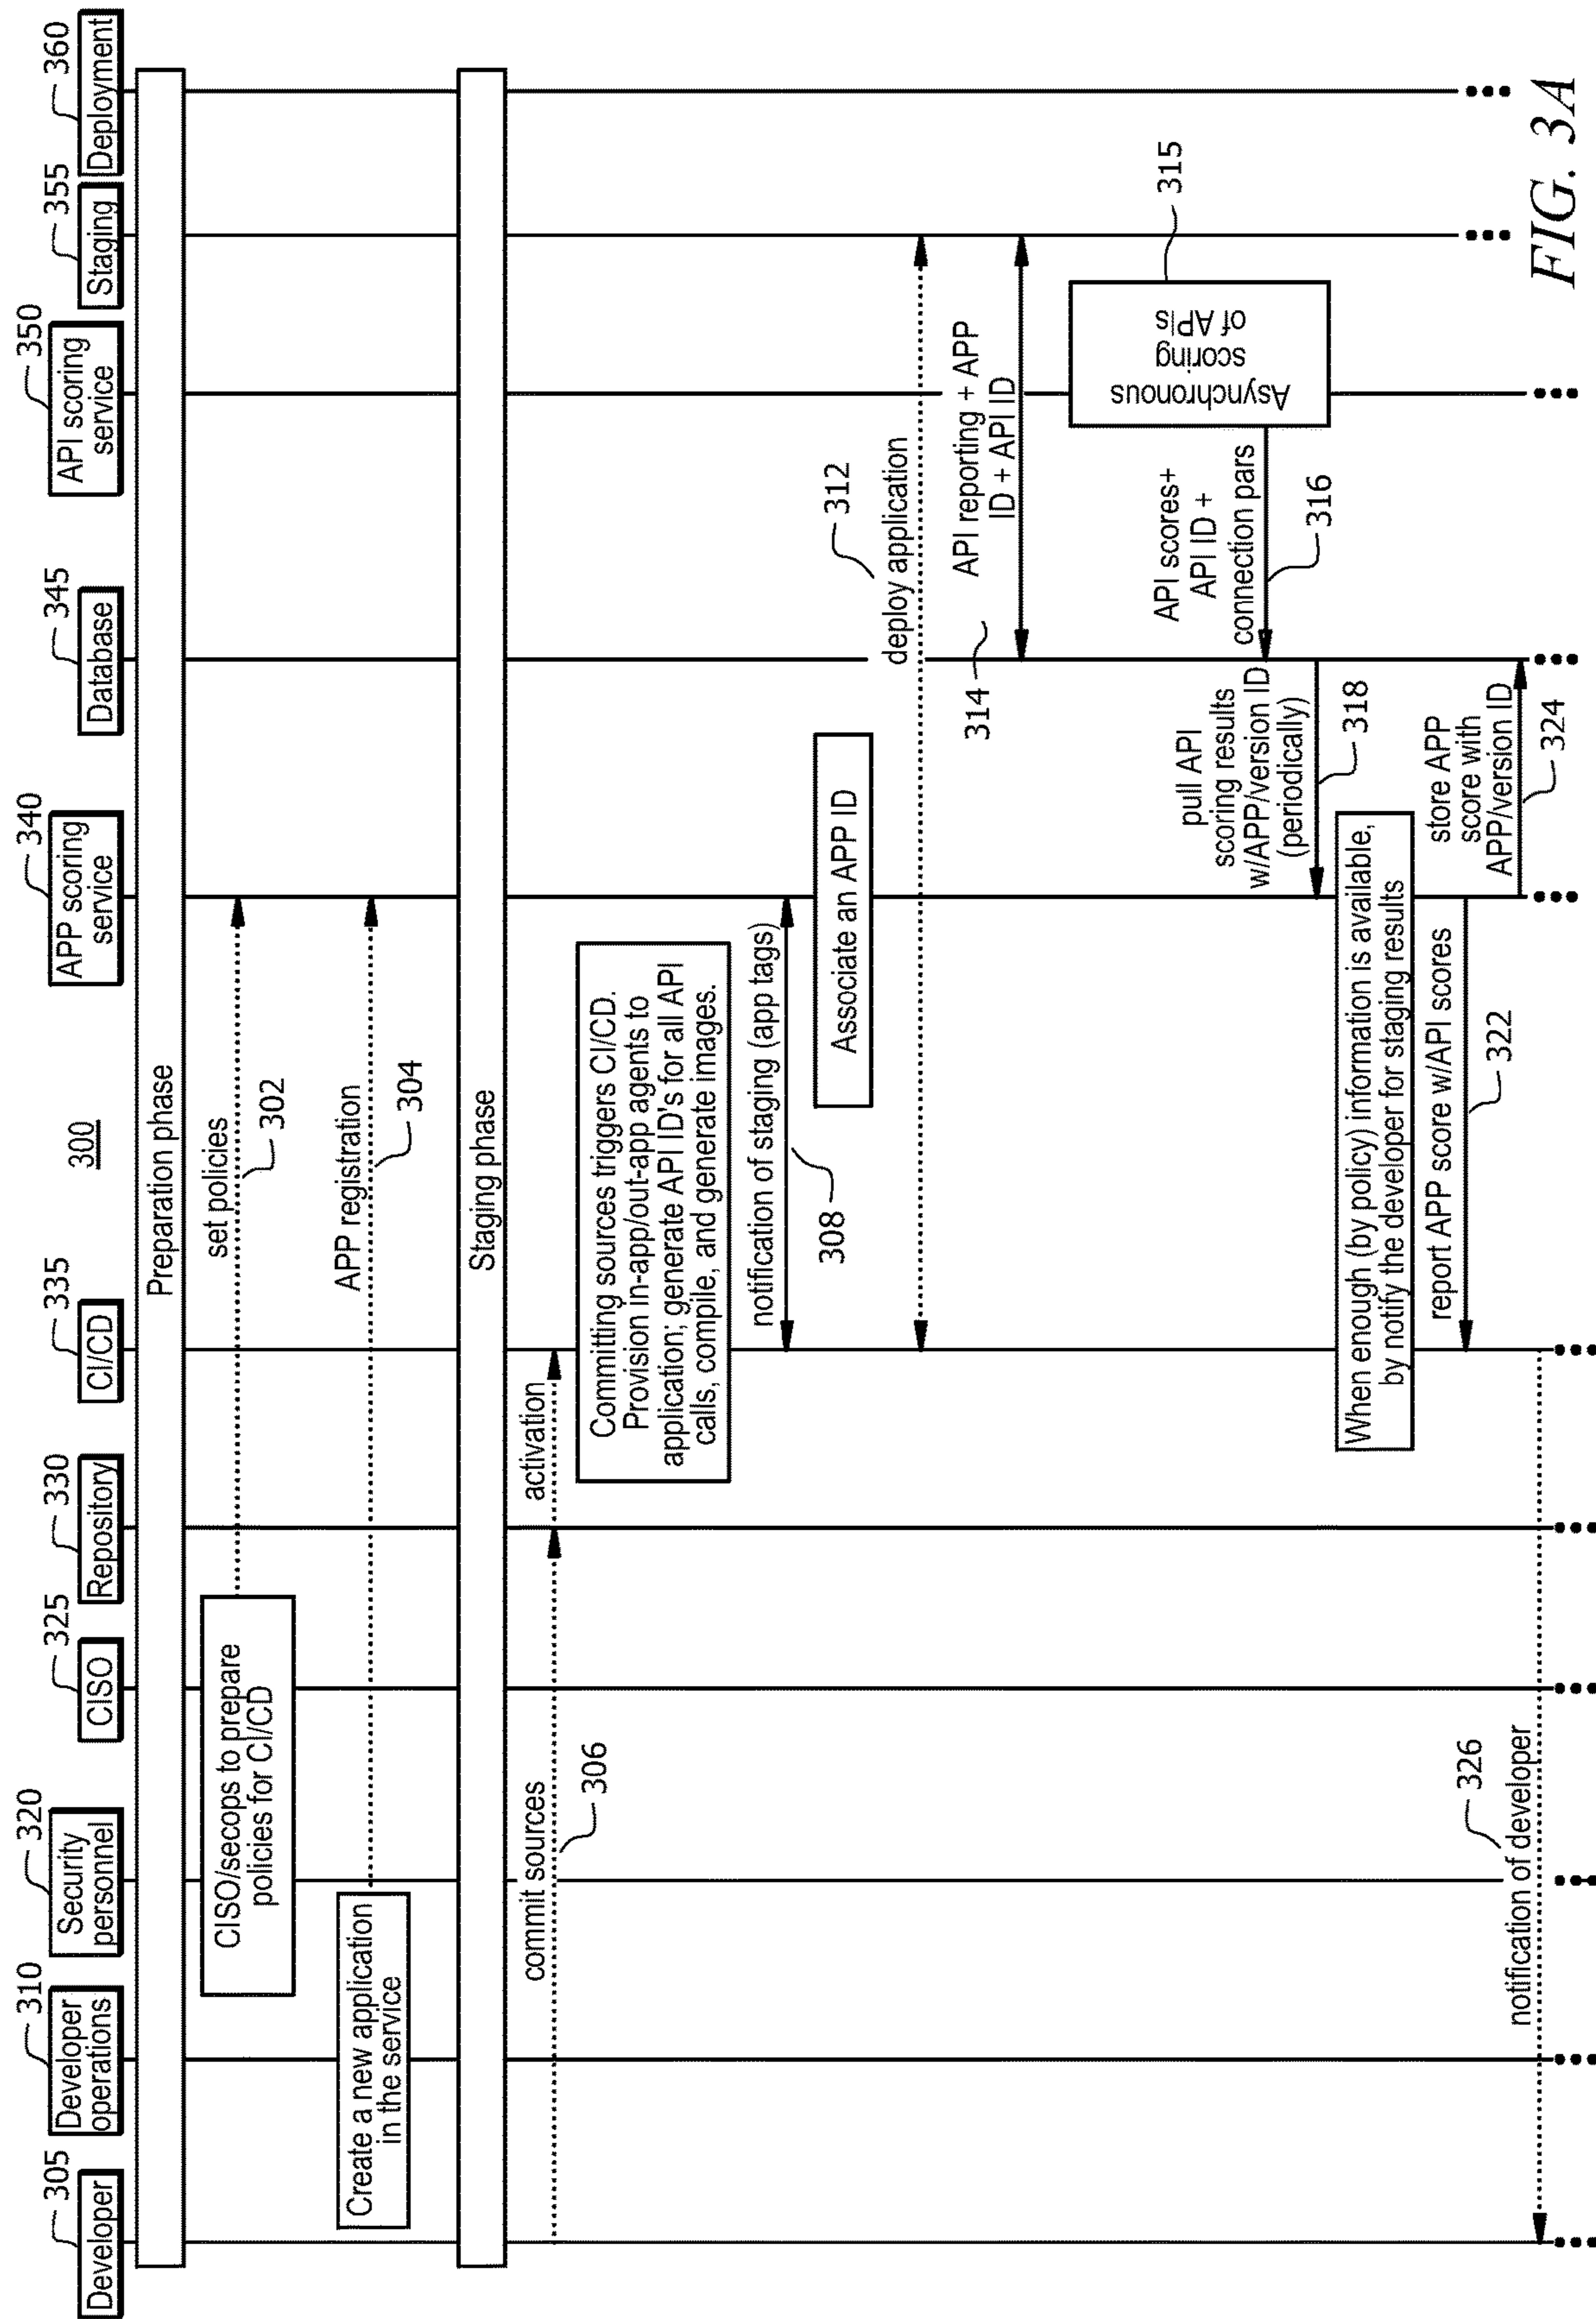 300
305
Developer
310
Developer
operations
320
Security
personnel
325
CISO
330
Repository
335
CI/CD
340
APP scoring
service
345
Database
350
API scoring
service
355
Staging
360
Deployment
Preparation phase
CISO/secops to prepare
policies for CI/CD
set policies
302
Create a new application
in the service
APP registration
304
Staging phase
commit sources
306
activation
Committing sources triggers CI/CD.
Provision in-app/out-app agents to
application; generate API ID's for all API
calls, compile, and generate images.
notification of staging (app tags)
308
Associate an APP ID
312
deploy application
314
API reporting + APP
ID + API ID
315
Asynchronous
scoring
of APIs
API scores+
API ID +
connection pars
316
pull API
scoring results
w/APP/version ID
(periodically)
318
When enough (by policy) information is available,
by notify the developer for staging results
report APP score w/API scores
322
store APP
score with
APP/version ID
324
326
notification of developer
FIG. 3A